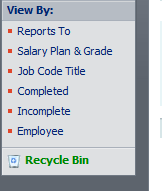 View By:
Reports To
Salary Plan & Grade
Job Code Title
Completed
Incomplete
Employee
Recycle Bin